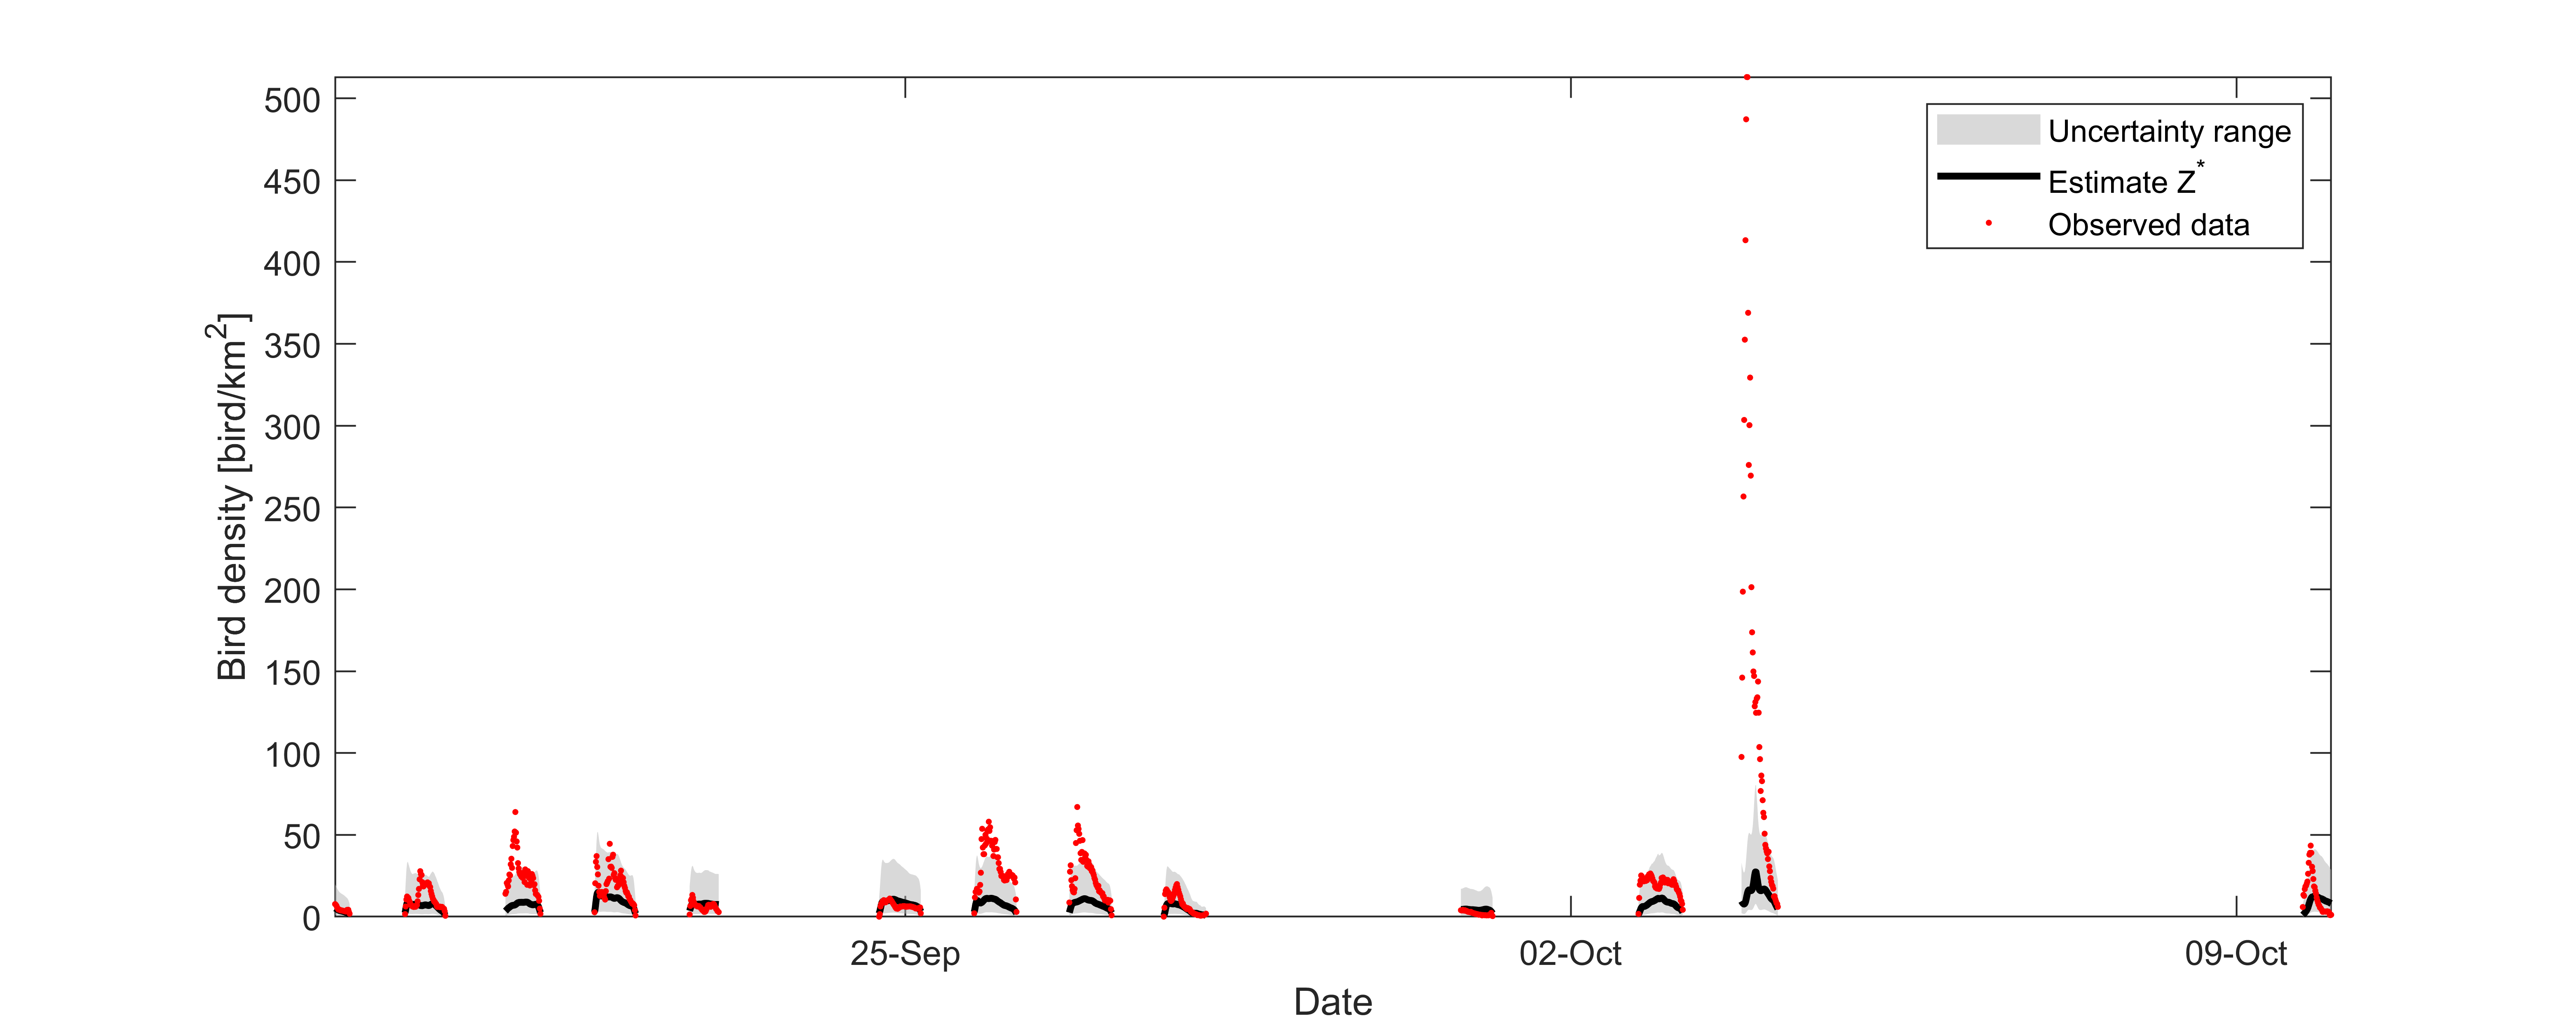 500
450
400
350
300
250
200
150
100
50
0
Bird density [bird/km²]
25-Sep
02-Oct
09-Oct
Date
Uncertainty range
Estimate Z*
Observed data